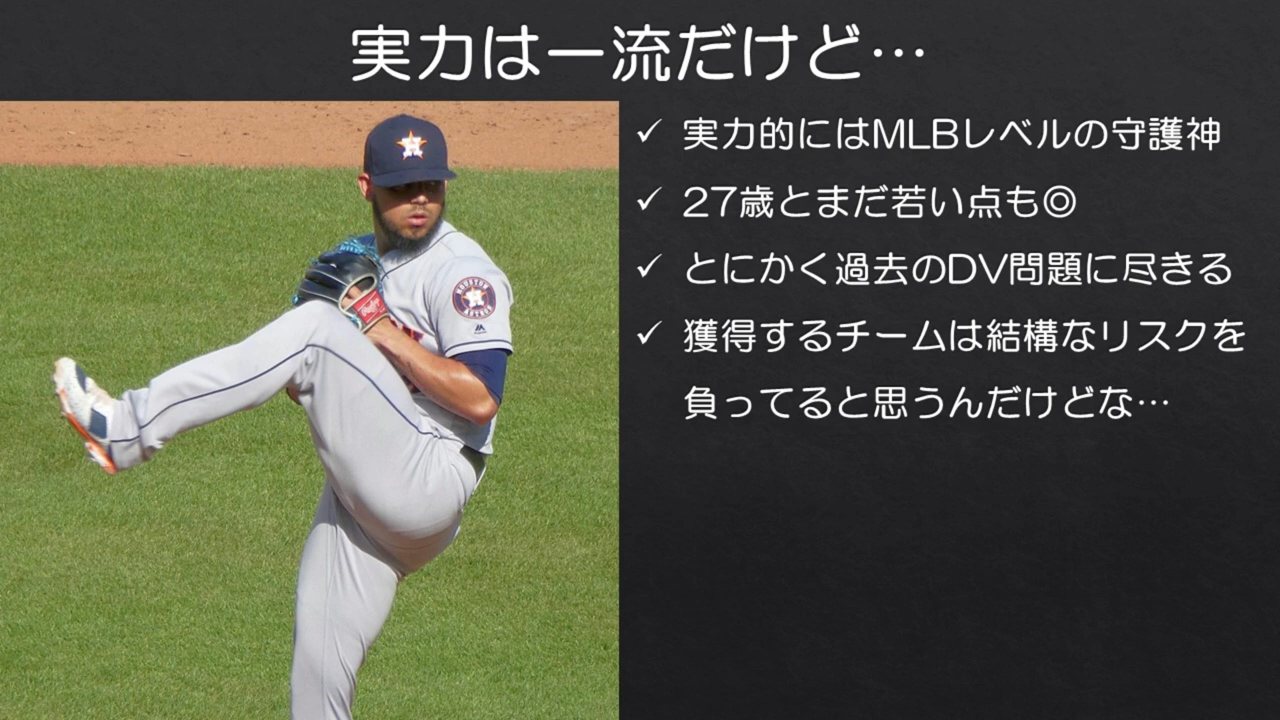 実力は一流だけど…
✓ 実力的にはMLBレベルの守護神
✓ 27歳とまだ若い点も◎
✓ とにかく過去のDV問題に尽きる
✓ 獲得するチームは結構なリスクを
負ってると思うんだけどな…
H
HOUSTON
ASTROS
Rawlings